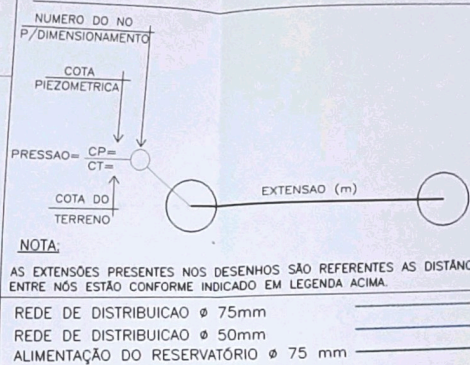 NUMERO DO NO
P/DIMENSIONAMENTO
COTA
PIEZOMETRICA
PRESSAO= CP=
CT=
EXTENSAO (m)
COTA DO
TERRENO
NOTA:
AS EXTENSÕES PRESENTES NOS DESENHOS SÃO REFERENTES AS DISTÂNC
ENTRE NÓS ESTÃO CONFORME INDICADO EM LEGENDA ACIMA.
REDE DE DISTRIBUICAO ø 75mm
REDE DE DISTRIBUICAO ø 50mm
ALIMENTAÇÃO DO RESERVATÓRIO ø 75 mm